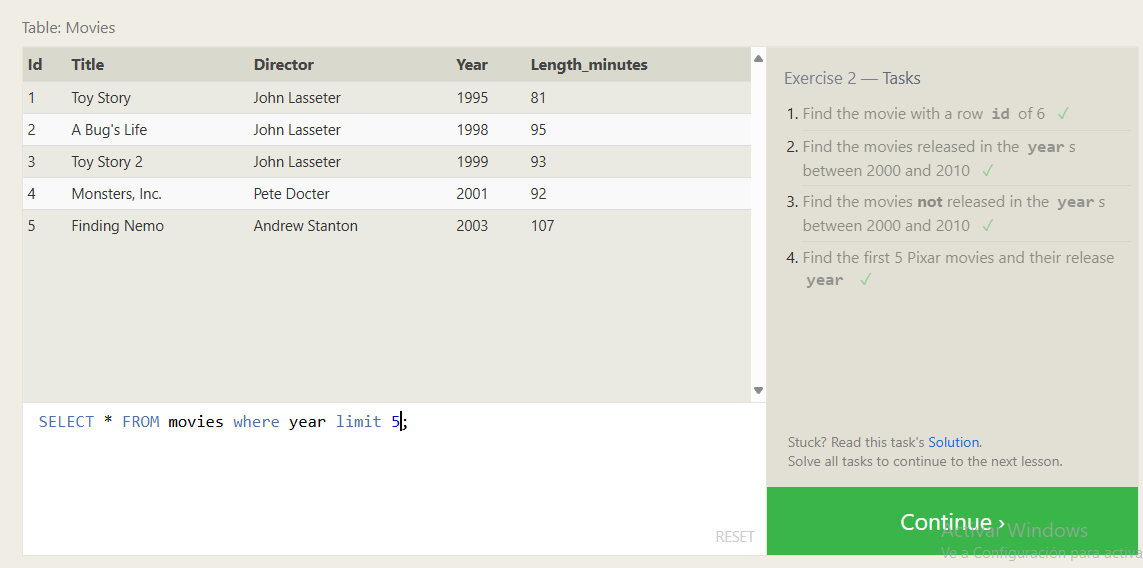 Table: Movies
Id Title Director Year Length_minutes
1 Toy Story John Lasseter 1995 81
2 A Bug's Life John Lasseter 1998 95
3 Toy Story 2 John Lasseter 1999 93
4 Monsters, Inc. Pete Docter 2001 92
5 Finding Nemo Andrew Stanton 2003 107
SELECT * FROM movies where year limit 5;
RESET
Exercise 2 — Tasks
1. Find the movie with a row id of 6 ✓
2. Find the movies released in the year s
between 2000 and 2010 ✓
3. Find the movies not released in the year s
between 2000 and 2010 ✓
4. Find the first 5 Pixar movies and their release
year ✓
Stuck? Read this task's Solution.
Solve all tasks to continue to the next lesson.
Continue ›
Activar Windows
Ve a Configuración para activa